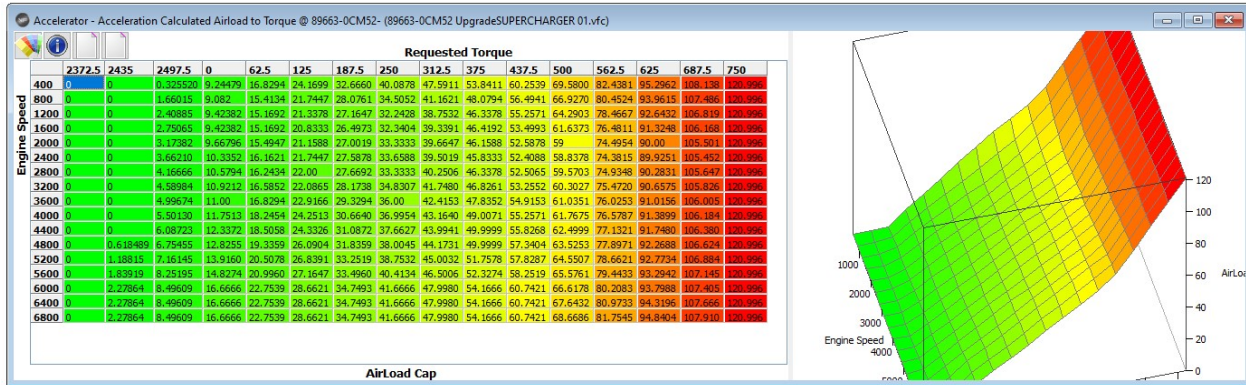 Accelerator - Acceleration Calculated Airload to Torque @ 89663-0CM52- (89663-0CM52 UpgradeSUPERCHARGER 01.vfc)
Requested Torque
2372.5 2435 2497.5 0 62.5 125 187.5 250 312.5 375 437.5 500 562.5 625 687.5 750
400 0 0 0.325520 9.24479 16.8294 24.1699 32.6660 40.0878 47.5911 53.8411 60.2539 69.5800 82.4381 95.2962 108.138 120.996
800 0 0 1.66015 9.082 15.4134 21.7447 28.0761 34.5052 41.1621 48.0794 56.4941 66.9270 80.4524 93.9615 107.486 120.996
1200 0 0 2.40885 9.42382 15.1692 21.3378 27.1647 32.2428 38.7532 46.3378 55.2571 64.2903 78.4667 92.6432 106.819 120.996
1600 0 0 2.75065 9.42382 15.1692 20.8333 26.4973 32.3404 39.3391 46.4192 53.4993 61.6373 76.4811 91.3248 106.168 120.996
2000 0 0 3.17382 9.66796 15.4947 21.1588 27.0019 33.3333 39.6647 46.1588 52.5878 59 74.4954 90.00 105.501 120.996
2400 0 0 3.66210 10.3352 16.1621 21.7447 27.5878 33.6588 39.5019 45.8333 52.4088 58.8378 74.3815 89.9251 105.452 120.996
2800 0 0 4.16666 10.5794 16.2434 22.00 27.6692 33.3333 40.2506 46.3378 52.5065 59.5703 74.9348 90.2831 105.647 120.996
3200 0 0 4.58984 10.9212 16.5852 22.0865 28.1738 34.8307 41.7480 46.8261 53.2552 60.3027 75.4720 90.6575 105.826 120.996
3600 0 0 4.99674 11.00 16.8294 22.9166 29.3294 36.00 42.4153 47.8352 54.9153 61.0351 76.0253 91.0156 106.005 120.996
4000 0 0 5.50130 11.7513 18.2454 24.2513 30.6640 36.9954 43.1640 49.0071 55.2571 61.7675 76.5787 91.3899 106.184 120.996
4400 0 0 6.08723 12.3372 18.5058 24.3326 31.0872 37.6627 43.9941 49.9999 55.8268 62.4999 77.1321 91.7480 106.380 120.996
4800 0 0.618489 6.75455 12.8255 19.3359 26.0904 31.8359 38.0045 44.1731 49.9999 57.3404 63.5253 77.8971 92.2688 106.624 120.996
5200 0 1.18815 7.16145 13.9160 20.5078 26.8391 33.2519 38.7532 45.0032 51.7578 57.8287 64.5507 78.6621 92.7734 106.884 120.996
5600 0 1.83919 8.25195 14.8274 20.9960 27.1647 33.4960 40.4134 46.5006 52.3274 58.2519 65.5761 79.4433 93.2942 107.145 120.996
6000 0 2.27864 8.49609 16.6666 22.7539 28.6621 34.7493 41.6666 47.9980 54.1666 60.7421 66.6178 80.2083 93.7988 107.405 120.996
6400 0 2.27864 8.49609 16.6666 22.7539 28.6621 34.7493 41.6666 47.9980 54.1666 60.7421 67.6432 80.9733 94.3196 107.666 120.996
6800 0 2.27864 8.49609 16.6666 22.7539 28.6621 34.7493 41.6666 47.9980 54.1666 60.7421 68.6686 81.7545 94.8404 107.910 120.996
Engine Speed
AirLoad Cap
120
100
80
60
40
20
0
1000
2000
3000
4000
Engine Speed